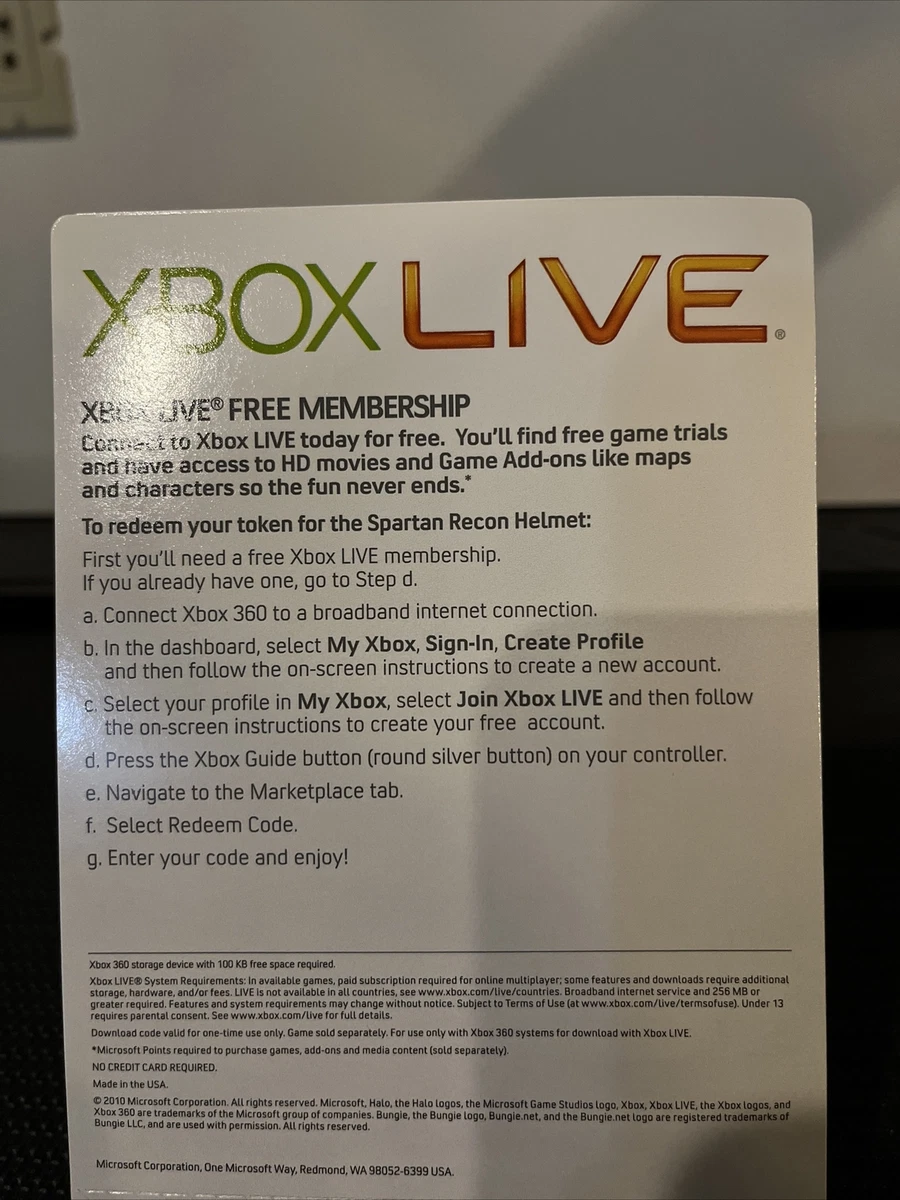 XBOX LIVE®
XBOX LIVE® FREE MEMBERSHIP
Connect to Xbox LIVE today for free. You'll find free game trials
and have access to HD movies and Game Add-ons like maps
and characters so the fun never ends.*
To redeem your token for the Spartan Recon Helmet:
First you'll need a free Xbox LIVE membership.
If you already have one, go to Step d.
a. Connect Xbox 360 to a broadband internet connection.
b. In the dashboard, select My Xbox, Sign-In, Create Profile
and then follow the on-screen instructions to create a new account.
c. Select your profile in My Xbox, select Join Xbox LIVE and then follow
the on-screen instructions to create your free account.
d. Press the Xbox Guide button (round silver button) on your controller.
e. Navigate to the Marketplace tab.
f. Select Redeem Code.
g. Enter your code and enjoy!
Xbox 360 storage device with 100 KB free space required.
Xbox LIVE® System Requirements: In available games, paid subscription required for online multiplayer; some features and downloads require additional
storage, hardware, and/or fees. LIVE is not available in all countries, see www.xbox.com/live/countries. Broadband internet service and 256 MB or
greater required. Features and system requirements may change without notice. Subject to Terms of Use (at www.xbox.com/live/termsofuse). Under 13
requires parental consent. See www.xbox.com/live for full details.
Download code valid for one-time use only. Game sold separately. For use only with Xbox 360 systems for download with Xbox LIVE.
*Microsoft Points required to purchase games, add-ons and media content (sold separately).
NO CREDIT CARD REQUIRED.
Made in the USA.
© 2010 Microsoft Corporation. All rights reserved. Microsoft, Halo, the Halo logos, the Microsoft Game Studios logo, Xbox, Xbox LIVE, the Xbox logos, and
Xbox 360 are trademarks of the Microsoft group of companies. Bungie, the Bungie logo, Bungie.net, and the Bungie.net logo are registered trademarks of
Bungie LLC, and are used with permission. All rights reserved.
Microsoft Corporation, One Microsoft Way, Redmond, WA 98052-6399 USA.